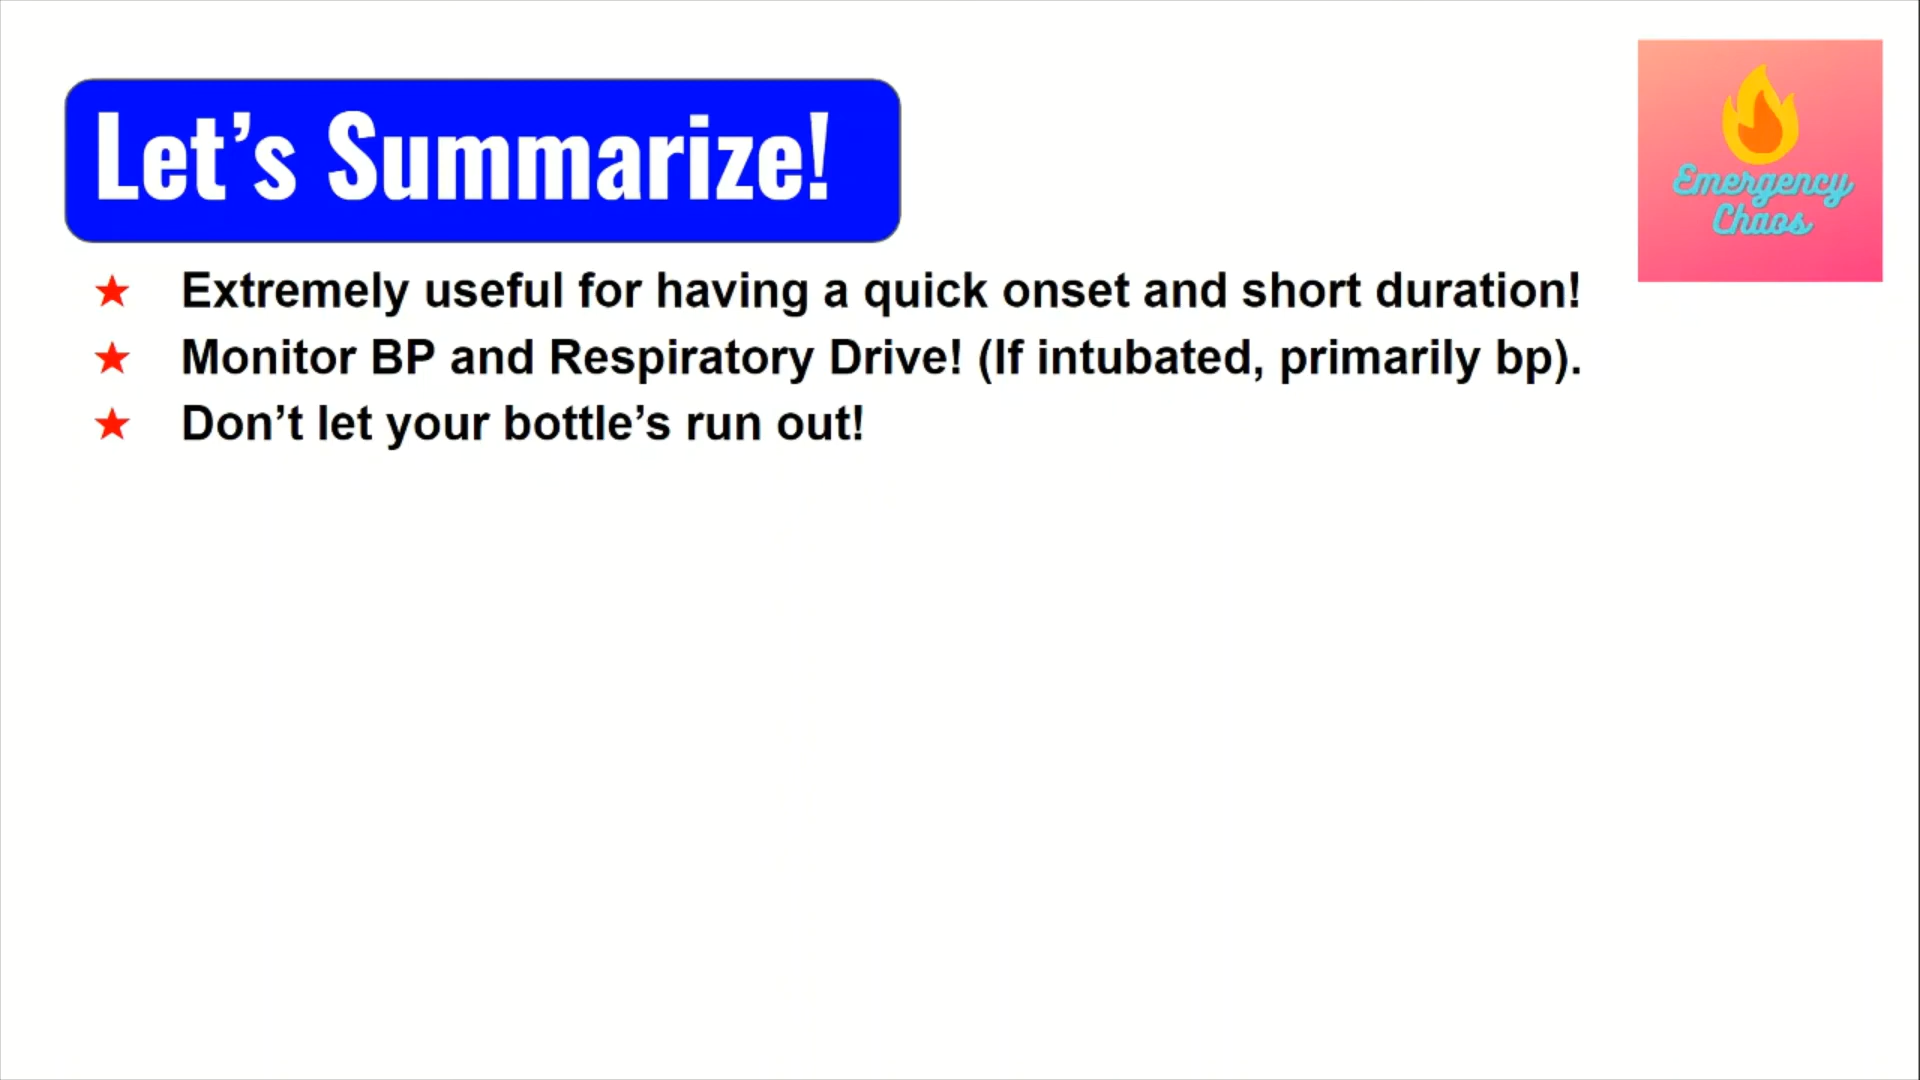 Let’s Summarize!
Emergency
Chaos
★ Extremely useful for having a quick onset and short duration!
★ Monitor BP and Respiratory Drive! (If intubated, primarily bp).
★ Don’t let your bottle’s run out!